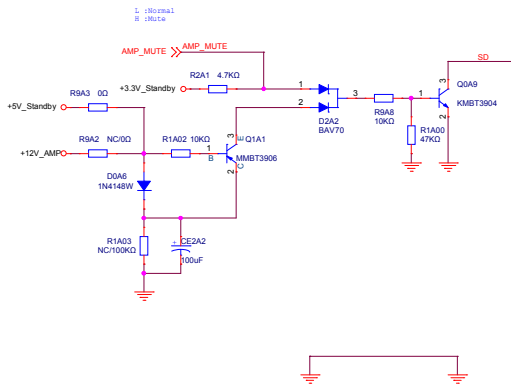 L :Normal
H :Mute
AMP_MUTE
AMP_MUTE
SD
R2A1 4.7KΩ
+3.3V_Standby
1
2
3
D2A2
BAV70
R9A8
10KΩ
1
3
2
Q0A9
KMBT3904
R1A00
47KΩ
R9A3 0Ω
+5V_Standby
R9A2 NC/0Ω
+12V_AMP
R1A02 10KΩ
1
B
3
E
Q1A1
MMBT3906
C
2
D0A6
1N4148W
R1A03
NC/100KΩ
+
CE2A2
100uF